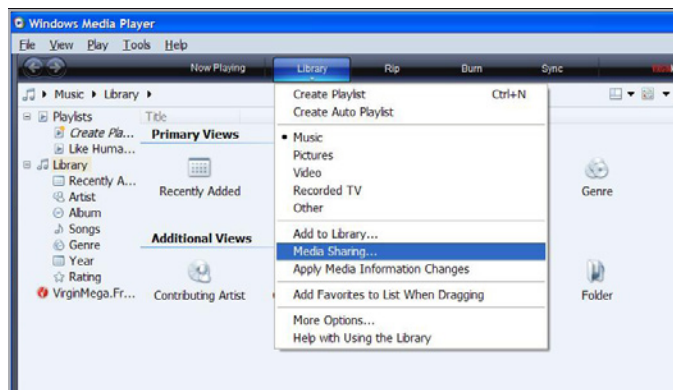 Windows Media Player
File View Play Tools Help
Now Playing Library Rip Burn Sync
Music Library
Playlists
Create Pla...
Like Huma...
Library
Recently A...
Artist
Album
Songs
Genre
Year
Rating
VirginMega.Fr...
Title
Primary Views
Recently Added
Genre
Additional Views
Contributing Artist
Folder
Create Playlist Ctrl+N
Create Auto Playlist
Music
Pictures
Video
Recorded TV
Other
Add to Library...
Media Sharing...
Apply Media Information Changes
Add Favorites to List When Dragging
More Options...
Help with Using the Library